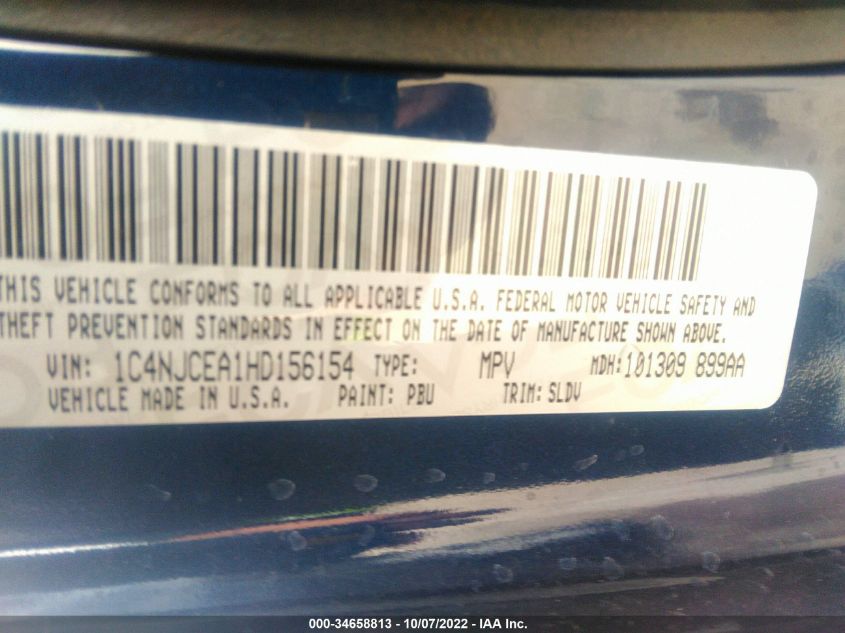 THIS VEHICLE CONFORMS TO ALL APPLICABLE U.S.A. FEDERAL MOTOR VEHICLE SAFETY AND
THEFT PREVENTION STANDARDS IN EFFECT ON THE DATE OF MANUFACTURE SHOWN ABOVE.
VIN: 1C4NJCEA1HD156154 TYPE: MPV MDH:101309 899AA
VEHICLE MADE IN U.S.A. PAINT: PBU TRIM: SLDV
000-34658813 - 10/07/2022 - IAA Inc.